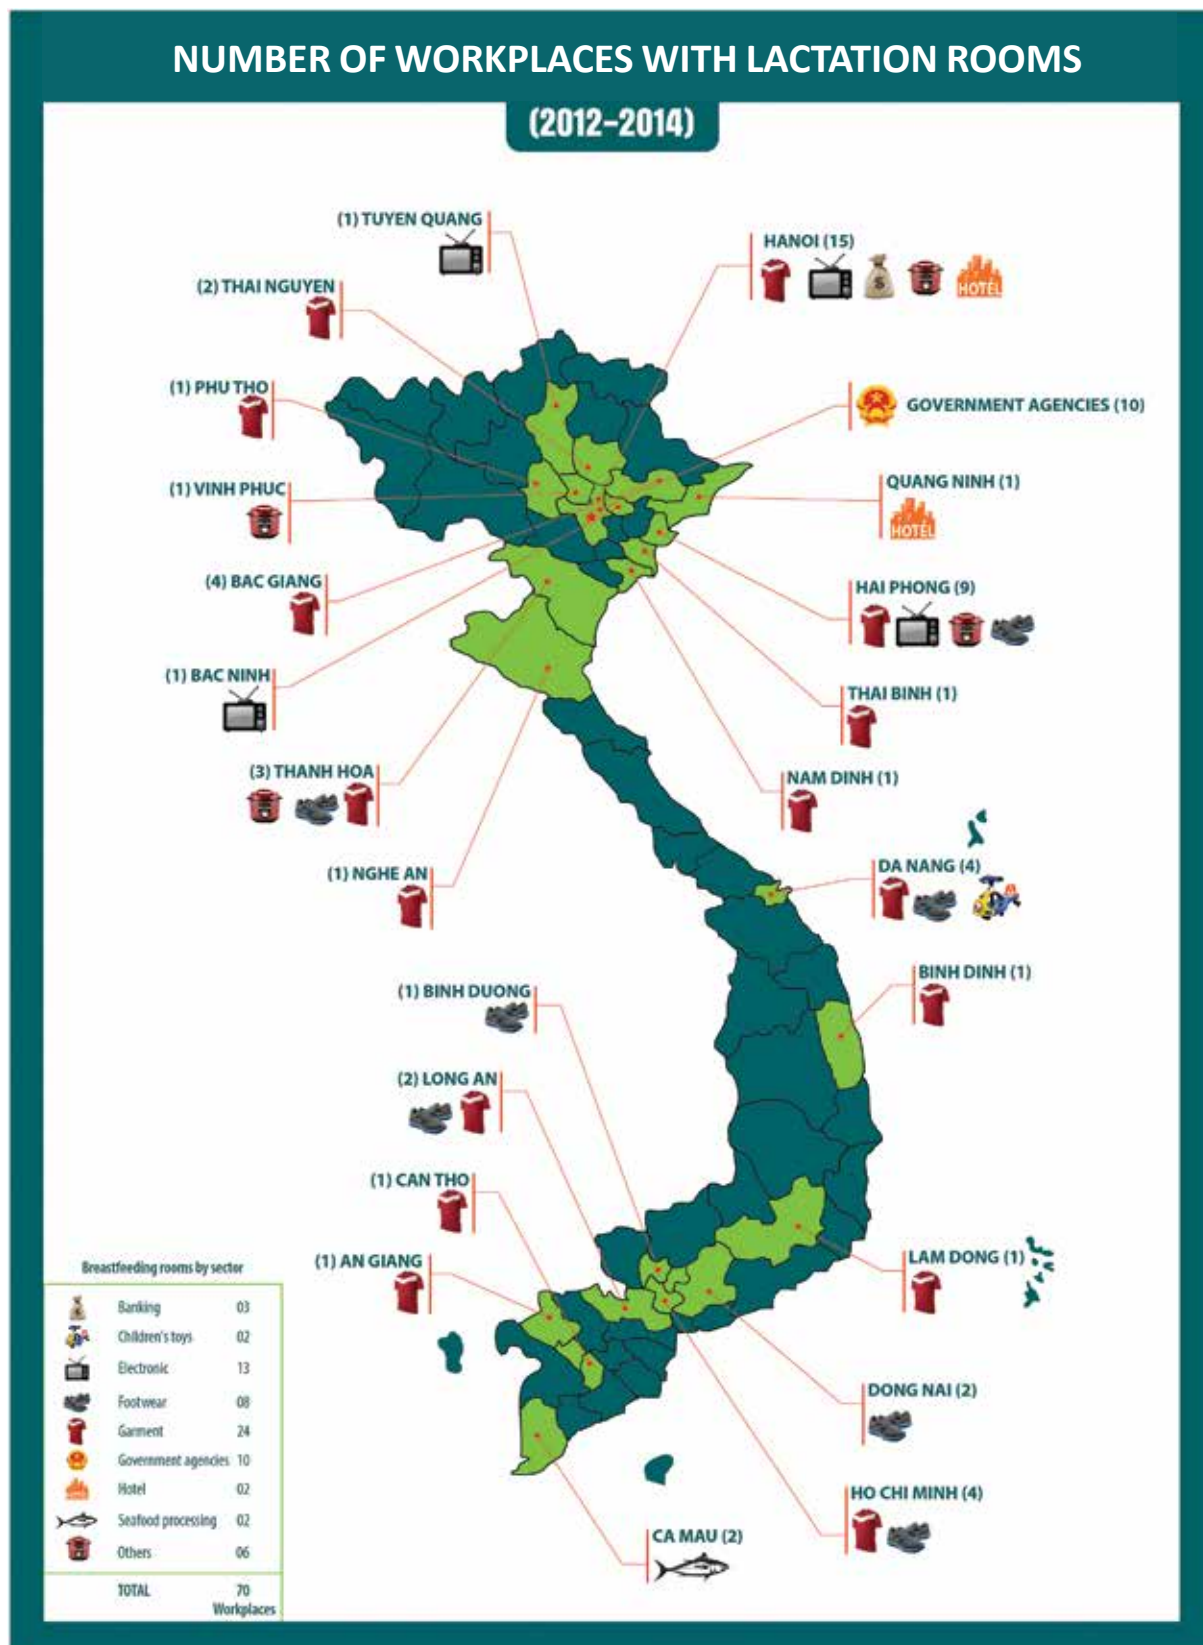 NUMBER OF WORKPLACES WITH LACTATION ROOMS
(2012–2014)
(1) TUYEN QUANG
HANOI (15)
HOTEL
(2) THAI NGUYEN
(1) PHU THO
GOVERNMENT AGENCIES (10)
(1) VINH PHUC
QUANG NINH (1)
HOTEL
(4) BAC GIANG
HAI PHONG (9)
(1) BAC NINH
THAI BINH (1)
(3) THANH HOA
NAM DINH (1)
(1) NGHE AN
DA NANG (4)
(1) BINH DUONG
BINH DINH (1)
(2) LONG AN
(1) CAN THO
(1) AN GIANG
LAM DONG (1)
DONG NAI (2)
HO CHI MINH (4)
CA MAU (2)
Breastfeeding rooms by sector
Banking 03
Children's toys 02
Electronic 13
Footwear 08
Garment 24
Government agencies 10
Hotel 02
Seafood processing 02
Others 06
TOTAL 70
Workplaces